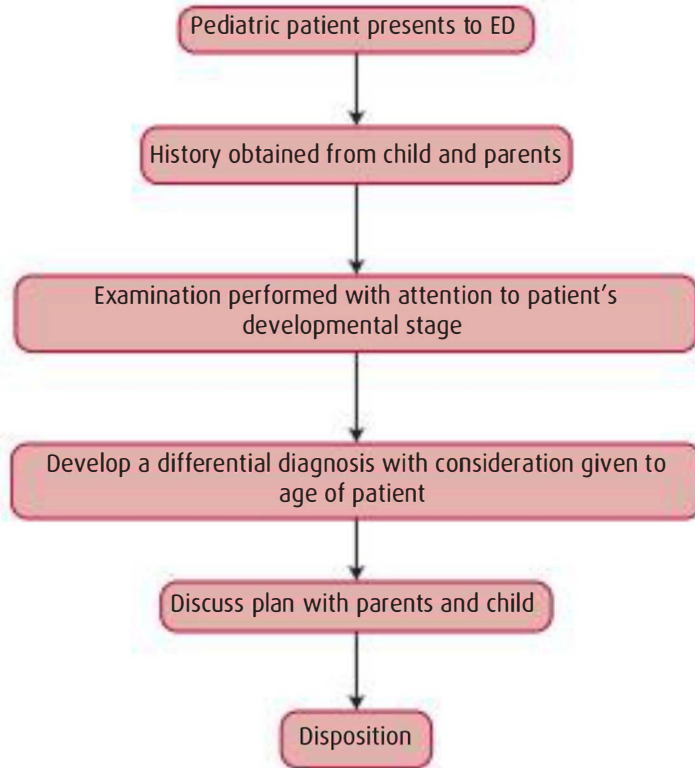 Pediatric patient presents to ED
History obtained from child and parents
Examination performed with attention to patient’s
developmental stage
Develop a differential diagnosis with consideration given to
age of patient
Discuss plan with parents and child
Disposition